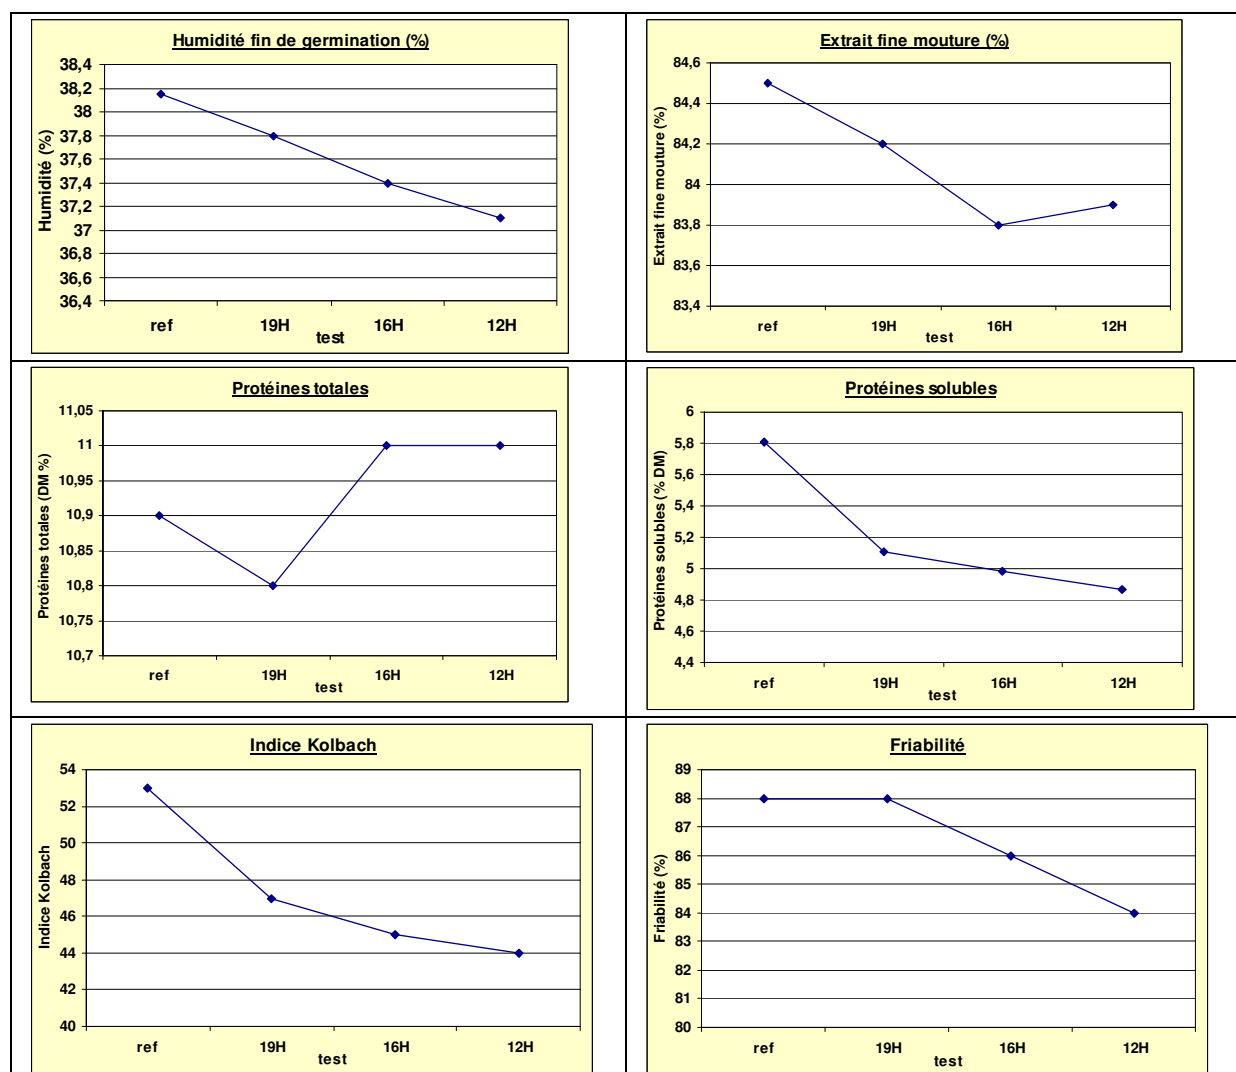 Humidité fin de germination (%)
38,4
38,2
38
37,8
37,6
37,4
37,2
37
36,8
36,6
36,4
Humidité (%)
ref 19H 16H 12H
test
Extrait fine mouture (%)
84,6
84,4
84,2
84
83,8
83,6
83,4
Extrait fine mouture (%)
ref 19H 16H 12H
test
Protéines totales
11,05
11
10,95
10,9
10,85
10,8
10,75
10,7
Protéines totales (DM %)
ref 19H 16H 12H
test
Protéines solubles
6
5,8
5,6
5,4
5,2
5
4,8
4,6
4,4
Protéines solubles (% DM)
ref 19H 16H 12H
test
Indice Kolbach
54
52
50
48
46
44
42
40
Indice Kolbach
ref 19H 16H 12H
test
Friabilité
89
88
87
86
85
84
83
82
81
80
Friabilité (%)
ref 19H 16H 12H
test